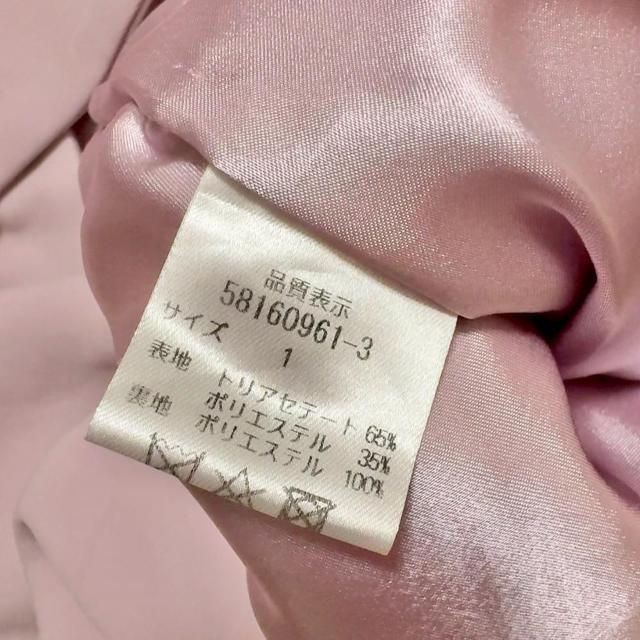 品質表示
58160961-3
サイズ 1
表地 トリアセテート 65%
ポリエステル 35%
裏地 ポリエステル 100%